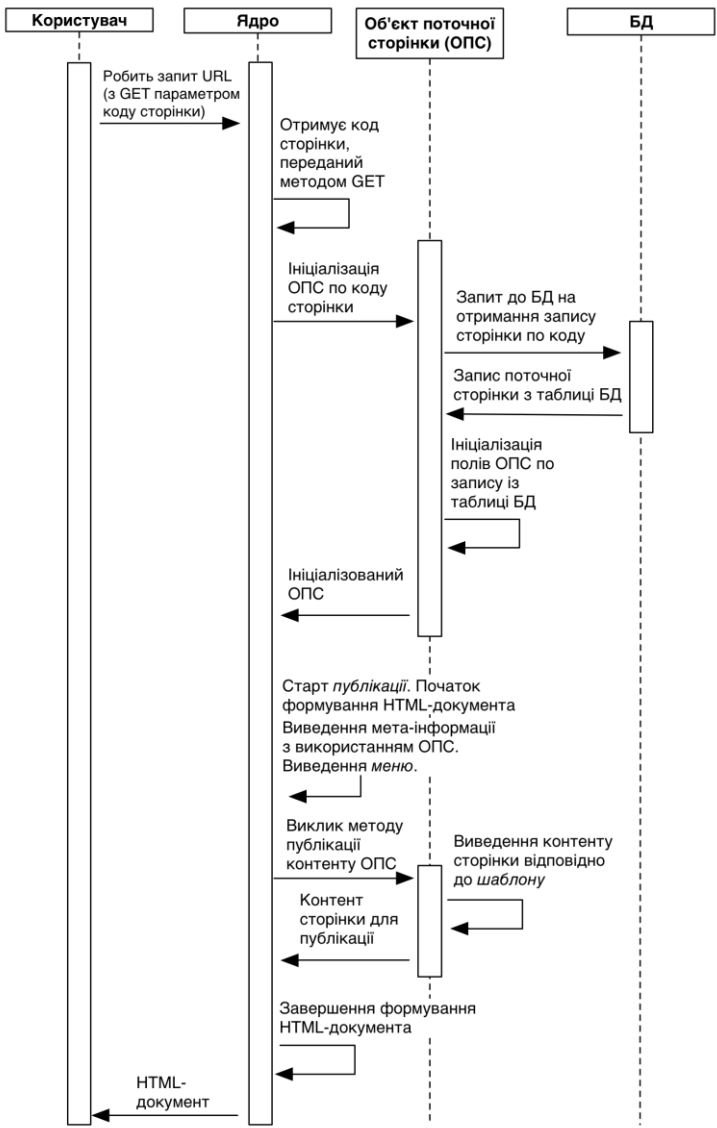 Користувач
Ядро
Об'єкт поточної
сторінки (ОПС)
БД
Робить запит URL
(з GET параметром
коду сторінки)
Отримує код
сторінки,
переданий
методом GET
Ініціалізація
ОПС по коду
сторінки
Запит до БД на
отримання запису
сторінки по коду
Запис поточної
сторінки з таблиці БД
Ініціалізація
полів ОПС по
запису із
таблиці БД
Ініціалізований
ОПС
Старт публікації. Початок
формування HTML-документа
Виведення мета-інформації
з використанням ОПС.
Виведення меню.
Виклик методу
публікації
контенту ОПС
Виведення контенту
сторінки відповідно
до шаблону
Контент
сторінки для
публікації
Завершення формування
HTML-документа
HTML-
документ